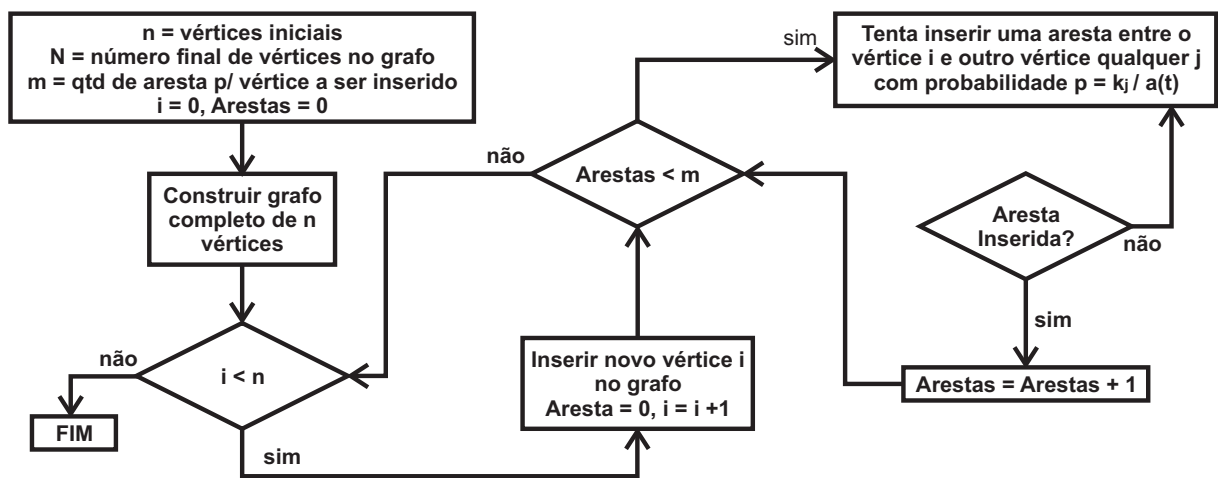 n = vértices iniciais
N = número final de vértices no grafo
m = qtd de aresta p/ vértice a ser inserido
i = 0, Arestas = 0
Construir grafo
completo de n
vértices
i < n
não
FIM
sim
Inserir novo vértice i
no grafo
Aresta = 0, i = i +1
Arestas < m
não
sim
Tenta inserir uma aresta entre o
vértice i e outro vértice qualquer j
com probabilidade p = kj / a(t)
Aresta
Inserida?
não
sim
Arestas = Arestas + 1